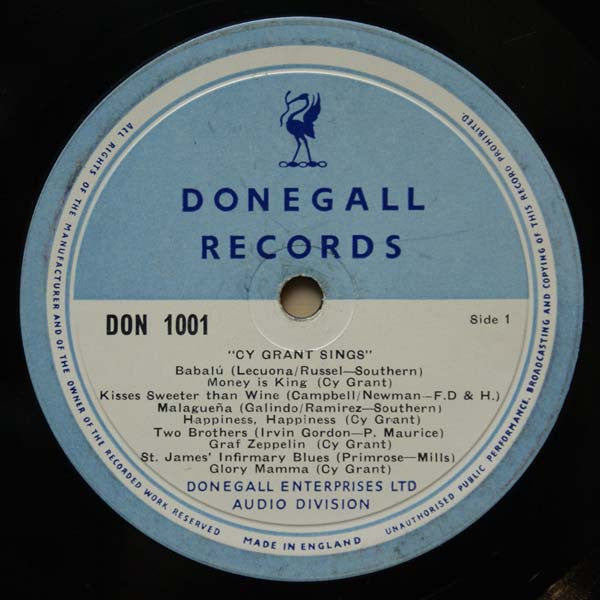 DONEGALL
RECORDS
DON 1001
Side 1
"CY GRANT SINGS"
Babalú (Lecuona/Russel—Southern)
Money is King (Cy Grant)
Kisses Sweeter than Wine (Campbell/Newman—F.D & H.)
Malagueña (Galindo/Ramirez—Southern)
Happiness, Happiness (Cy Grant)
Two Brothers (Irvin Gordon—P. Maurice)
Graf Zeppelin (Cy Grant)
St. James' Infirmary Blues (Primrose—Mills)
Glory Mamma (Cy Grant)
DONEGALL ENTERPRISES LTD
AUDIO DIVISION
ALL RIGHTS OF THE MANUFACTURER AND OF THE OWNER OF THE RECORDED WORK RESERVED
MADE IN ENGLAND
UNAUTHORISED PUBLIC PERFORMANCE, BROADCASTING AND COPYING OF THIS RECORD PROHIBITED.